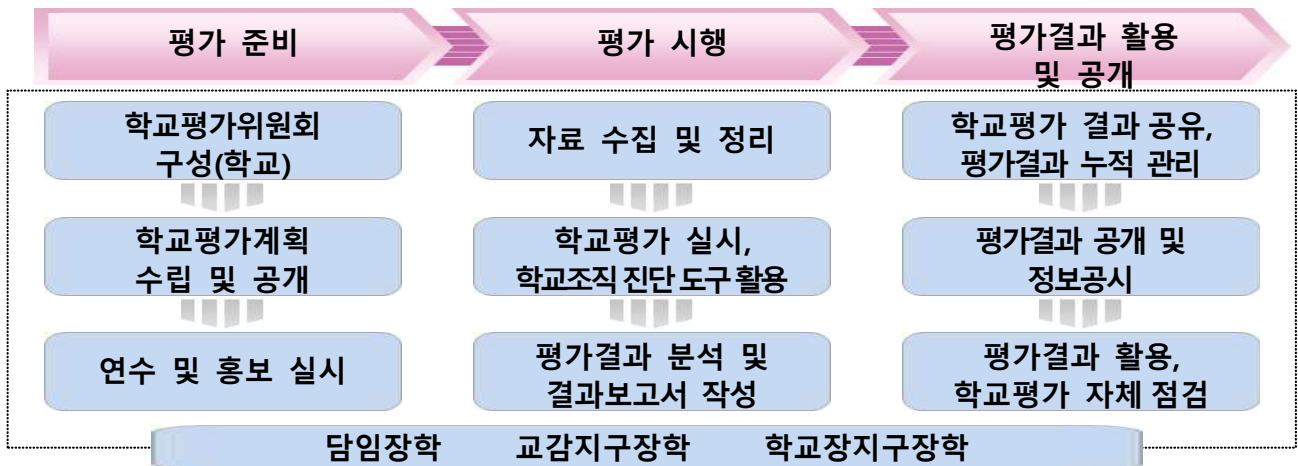 평가 준비
평가 시행
평가결과 활용
및 공개
학교평가위원회
구성(학교)
학교평가계획
수립 및 공개
연수 및 홍보 실시
자료 수집 및 정리
학교평가 실시,
학교조직 진단 도구 활용
평가결과 분석 및
결과보고서 작성
학교평가 결과 공유,
평가결과 누적 관리
평가결과 공개 및
정보공시
평가결과 활용,
학교평가 자체 점검
담임장학 교감지구장학 학교장지구장학